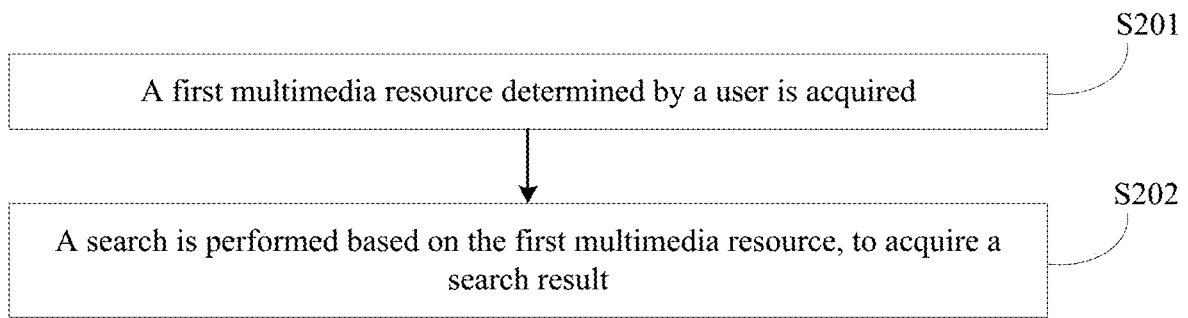 S201
A first multimedia resource determined by a user is acquired
S202
A search is performed based on the first multimedia resource, to acquire a
search result